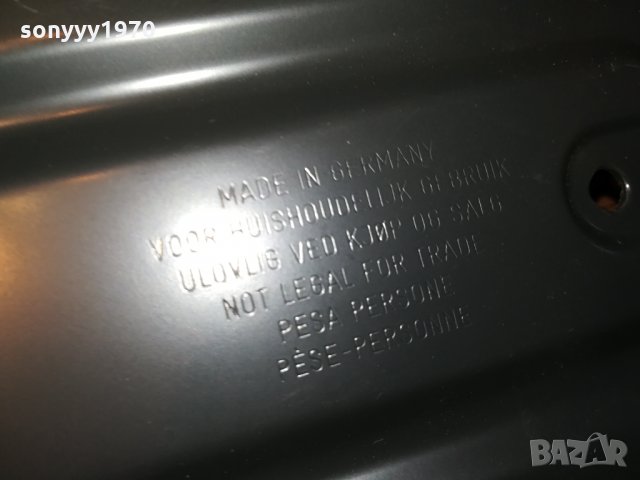 sonyyy1970
MADE IN GERMANY
VOOR HUISHOUDELIJK GEBRUIK
ULOVLIG VED KJØP OG SALG
NOT LEGAL FOR TRADE
PESA PERSONE
PÈSE-PERSONNE
BAZAR